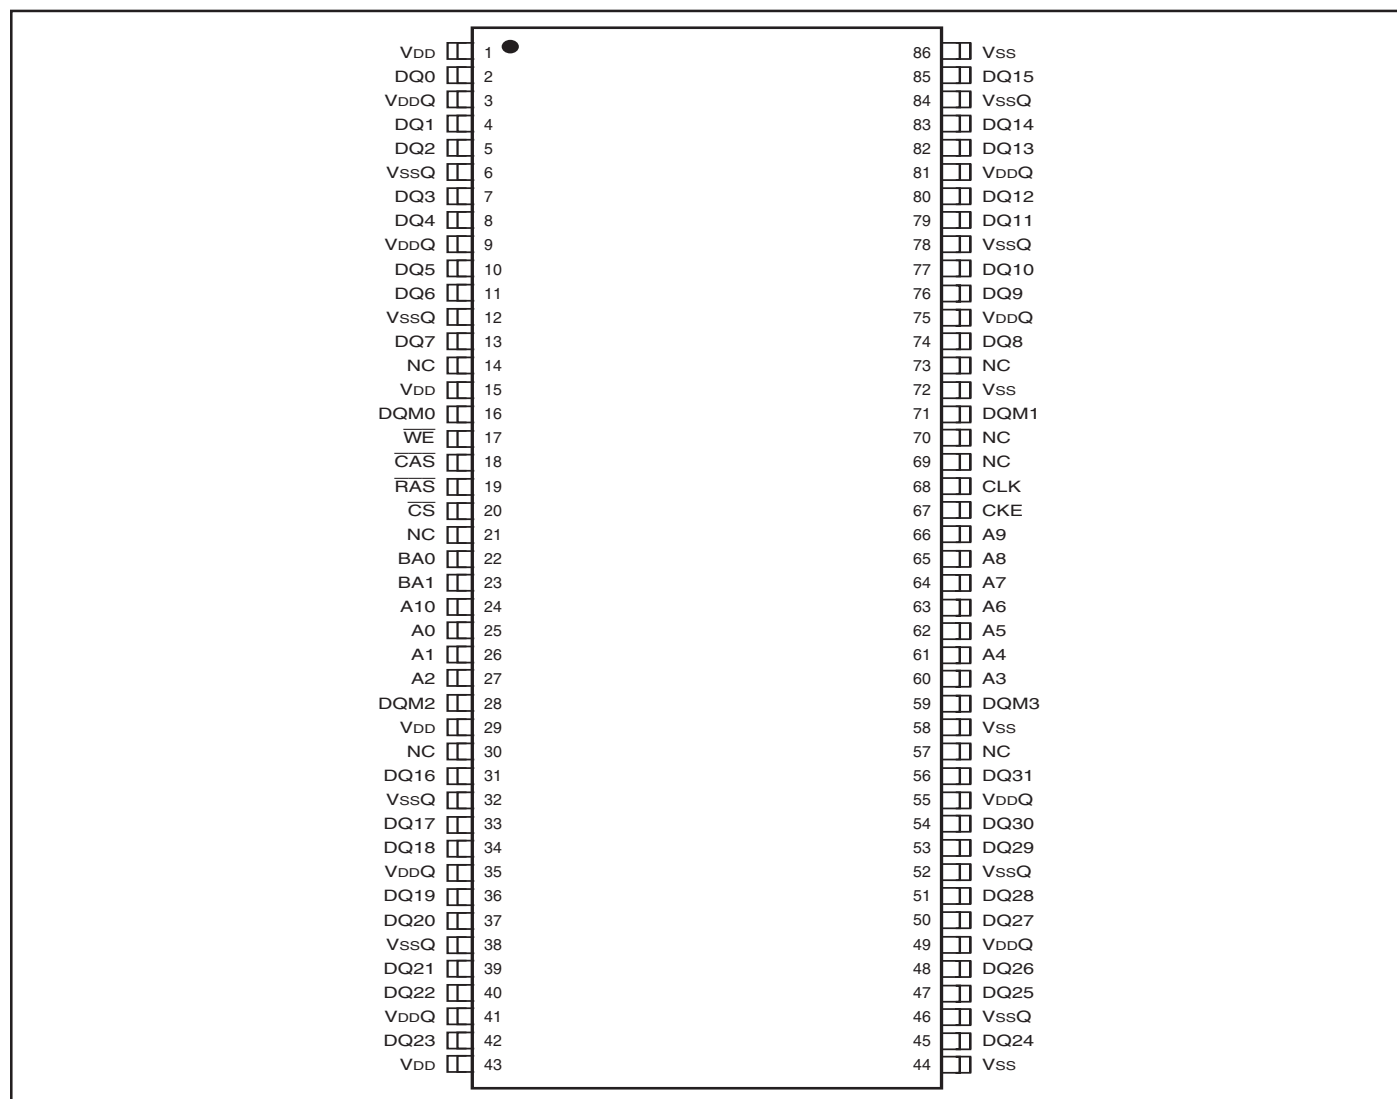 VDD 1 86 VSS
DQ0 2 85 DQ15
VDDQ 3 84 VSSQ
DQ1 4 83 DQ14
DQ2 5 82 DQ13
VSSQ 6 81 VDDQ
DQ3 7 80 DQ12
DQ4 8 79 DQ11
VDDQ 9 78 VSSQ
DQ5 10 77 DQ10
DQ6 11 76 DQ9
VSSQ 12 75 VDDQ
DQ7 13 74 DQ8
NC 14 73 NC
VDD 15 72 VSS
DQM0 16 71 DQM1
W̅E̅ 17 70 NC
C̅A̅S̅ 18 69 NC
R̅A̅S̅ 19 68 CLK
C̅S̅ 20 67 CKE
NC 21 66 A9
BA0 22 65 A8
BA1 23 64 A7
A10 24 63 A6
A0 25 62 A5
A1 26 61 A4
A2 27 60 A3
DQM2 28 59 DQM3
VDD 29 58 VSS
NC 30 57 NC
DQ16 31 56 DQ31
VSSQ 32 55 VDDQ
DQ17 33 54 DQ30
DQ18 34 53 DQ29
VDDQ 35 52 VSSQ
DQ19 36 51 DQ28
DQ20 37 50 DQ27
VSSQ 38 49 VDDQ
DQ21 39 48 DQ26
DQ22 40 47 DQ25
VDDQ 41 46 VSSQ
DQ23 42 45 DQ24
VDD 43 44 VSS